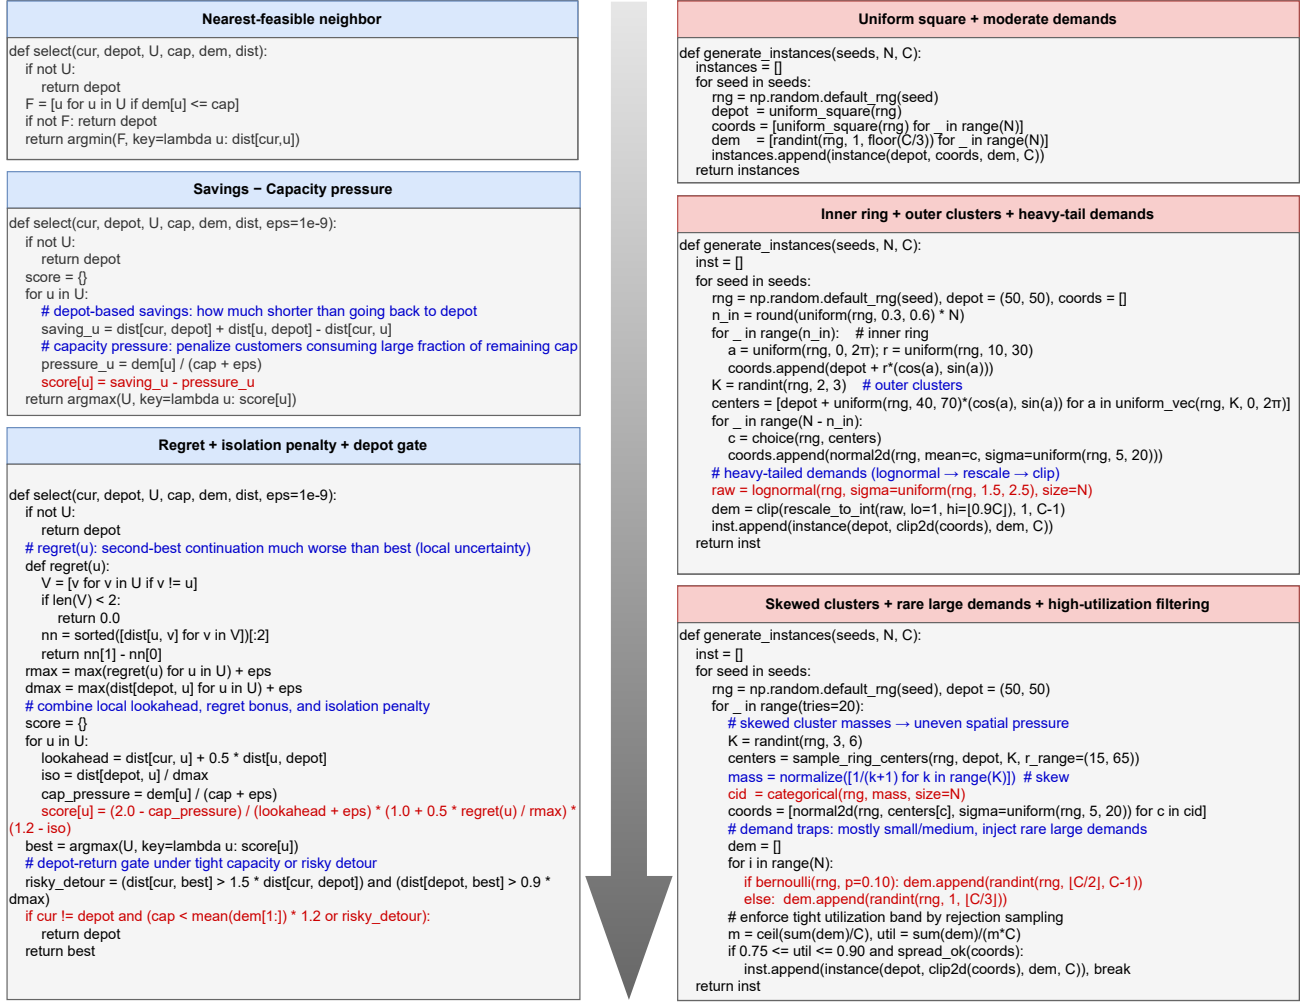 Nearest-feasible neighbor
def select(cur, depot, U, cap, dem, dist):
if not U:
return depot
F = [u for u in U if dem[u] <= cap]
if not F: return depot
return argmin(F, key=lambda u: dist[cur,u])
Savings − Capacity pressure
def select(cur, depot, U, cap, dem, dist, eps=1e-9):
if not U:
return depot
score = {}
for u in U:
# depot-based savings: how much shorter than going back to depot
saving_u = dist[cur, depot] + dist[u, depot] - dist[cur, u]
# capacity pressure: penalize customers consuming large fraction of remaining cap
pressure_u = dem[u] / (cap + eps)
score[u] = saving_u - pressure_u
return argmax(U, key=lambda u: score[u])
Regret + isolation penalty + depot gate
def select(cur, depot, U, cap, dem, dist, eps=1e-9):
if not U:
return depot
# regret(u): second-best continuation much worse than best (local uncertainty)
def regret(u):
V = [v for v in U if v != u]
if len(V) < 2:
return 0.0
nn = sorted([dist[u, v] for v in V])[:2]
return nn[1] - nn[0]
rmax = max(regret(u) for u in U) + eps
dmax = max(dist[depot, u] for u in U) + eps
# combine local lookahead, regret bonus, and isolation penalty
score = {}
for u in U:
lookahead = dist[cur, u] + 0.5 * dist[u, depot]
iso = dist[depot, u] / dmax
cap_pressure = dem[u] / (cap + eps)
score[u] = (2.0 - cap_pressure) / (lookahead + eps) * (1.0 + 0.5 * regret(u) / rmax) *
(1.2 - iso)
best = argmax(U, key=lambda u: score[u])
# depot-return gate under tight capacity or risky detour
risky_detour = (dist[cur, best] > 1.5 * dist[cur, depot]) and (dist[depot, best] > 0.9 *
dmax)
if cur != depot and (cap < mean(dem[1:]) * 1.2 or risky_detour):
return depot
return best
Uniform square + moderate demands
def generate_instances(seeds, N, C):
instances = []
for seed in seeds:
rng = np.random.default_rng(seed)
depot = uniform_square(rng)
coords = [uniform_square(rng) for _ in range(N)]
dem = [randint(rng, 1, floor(C/3)) for _ in range(N)]
instances.append(instance(depot, coords, dem, C))
return instances
Inner ring + outer clusters + heavy-tail demands
def generate_instances(seeds, N, C):
inst = []
for seed in seeds:
rng = np.random.default_rng(seed), depot = (50, 50), coords = []
n_in = round(uniform(rng, 0.3, 0.6) * N)
for _ in range(n_in): # inner ring
a = uniform(rng, 0, 2π); r = uniform(rng, 10, 30)
coords.append(depot + r*(cos(a), sin(a)))
K = randint(rng, 2, 3) # outer clusters
centers = [depot + uniform(rng, 40, 70)*(cos(a), sin(a)) for a in uniform_vec(rng, K, 0, 2π)]
for _ in range(N - n_in):
c = choice(rng, centers)
coords.append(normal2d(rng, mean=c, sigma=uniform(rng, 5, 20)))
# heavy-tailed demands (lognormal → rescale → clip)
raw = lognormal(rng, sigma=uniform(rng, 1.5, 2.5), size=N)
dem = clip(rescale_to_int(raw, lo=1, hi=⌊0.9C⌋), 1, C-1)
inst.append(instance(depot, clip2d(coords), dem, C))
return inst
Skewed clusters + rare large demands + high-utilization filtering
def generate_instances(seeds, N, C):
inst = []
for seed in seeds:
rng = np.random.default_rng(seed), depot = (50, 50)
for _ in range(tries=20):
# skewed cluster masses → uneven spatial pressure
K = randint(rng, 3, 6)
centers = sample_ring_centers(rng, depot, K, r_range=(15, 65))
mass = normalize([1/(k+1) for k in range(K)]) # skew
cid = categorical(rng, mass, size=N)
coords = [normal2d(rng, centers[c], sigma=uniform(rng, 5, 20)) for c in cid]
# demand traps: mostly small/medium, inject rare large demands
dem = []
for i in range(N):
if bernoulli(rng, p=0.10): dem.append(randint(rng, ⌊C/2⌋, C-1))
else: dem.append(randint(rng, 1, ⌊C/3⌋))
# enforce tight utilization band by rejection sampling
m = ceil(sum(dem)/C), util = sum(dem)/(m*C)
if 0.75 <= util <= 0.90 and spread_ok(coords):
inst.append(instance(depot, clip2d(coords), dem, C)), break
return inst